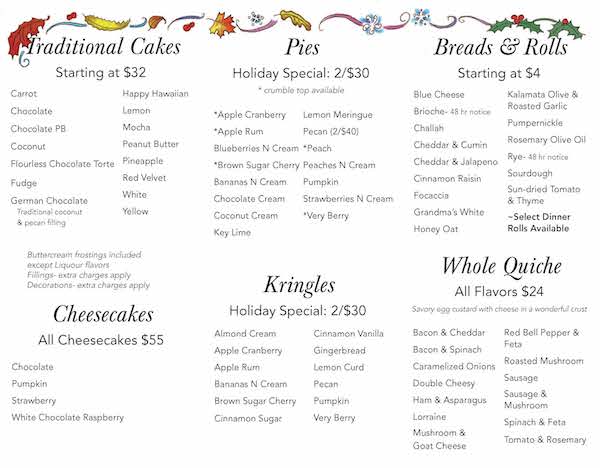 Traditional Cakes
Starting at $32
Carrot
Chocolate
Chocolate PB
Coconut
Flourless Chocolate Torte
Fudge
German Chocolate
Traditional coconut
& pecan filling
Happy Hawaiian
Lemon
Mocha
Peanut Butter
Pineapple
Red Velvet
White
Yellow
Buttercream frostings included
except Liquour flavors
Fillings- extra charges apply
Decorations- extra charges apply
Cheesecakes
All Cheesecakes $55
Chocolate
Pumpkin
Strawberry
White Chocolate Raspberry
Pies
Holiday Special: 2/$30
* crumble top available
*Apple Cranberry
*Apple Rum
Blueberries N Cream
*Brown Sugar Cherry
Bananas N Cream
Chocolate Cream
Coconut Cream
Key Lime
Lemon Meringue
Pecan (2/$40)
*Peach
Peaches N Cream
Pumpkin
Strawberries N Cream
*Very Berry
Kringles
Holiday Special: 2/$30
Almond Cream
Apple Cranberry
Apple Rum
Bananas N Cream
Brown Sugar Cherry
Cinnamon Sugar
Cinnamon Vanilla
Gingerbread
Lemon Curd
Pecan
Pumpkin
Very Berry
Breads & Rolls
Starting at $4
Blue Cheese
Brioche- 48 hr notice
Challah
Cheddar & Cumin
Cheddar & Jalapeno
Cinnamon Raisin
Focaccia
Grandma's White
Honey Oat
Kalamata Olive &
Roasted Garlic
Pumpernickle
Rosemary Olive Oil
Rye- 48 hr notice
Sourdough
Sun-dried Tomato
& Thyme
~Select Dinner
Rolls Available
Whole Quiche
All Flavors $24
Savory egg custard with cheese in a wonderful crust
Bacon & Cheddar
Bacon & Spinach
Caramelized Onions
Double Cheesy
Ham & Asparagus
Lorraine
Mushroom &
Goat Cheese
Red Bell Pepper &
Feta
Roasted Mushroom
Sausage
Sausage &
Mushroom
Spinach & Feta
Tomato & Rosemary